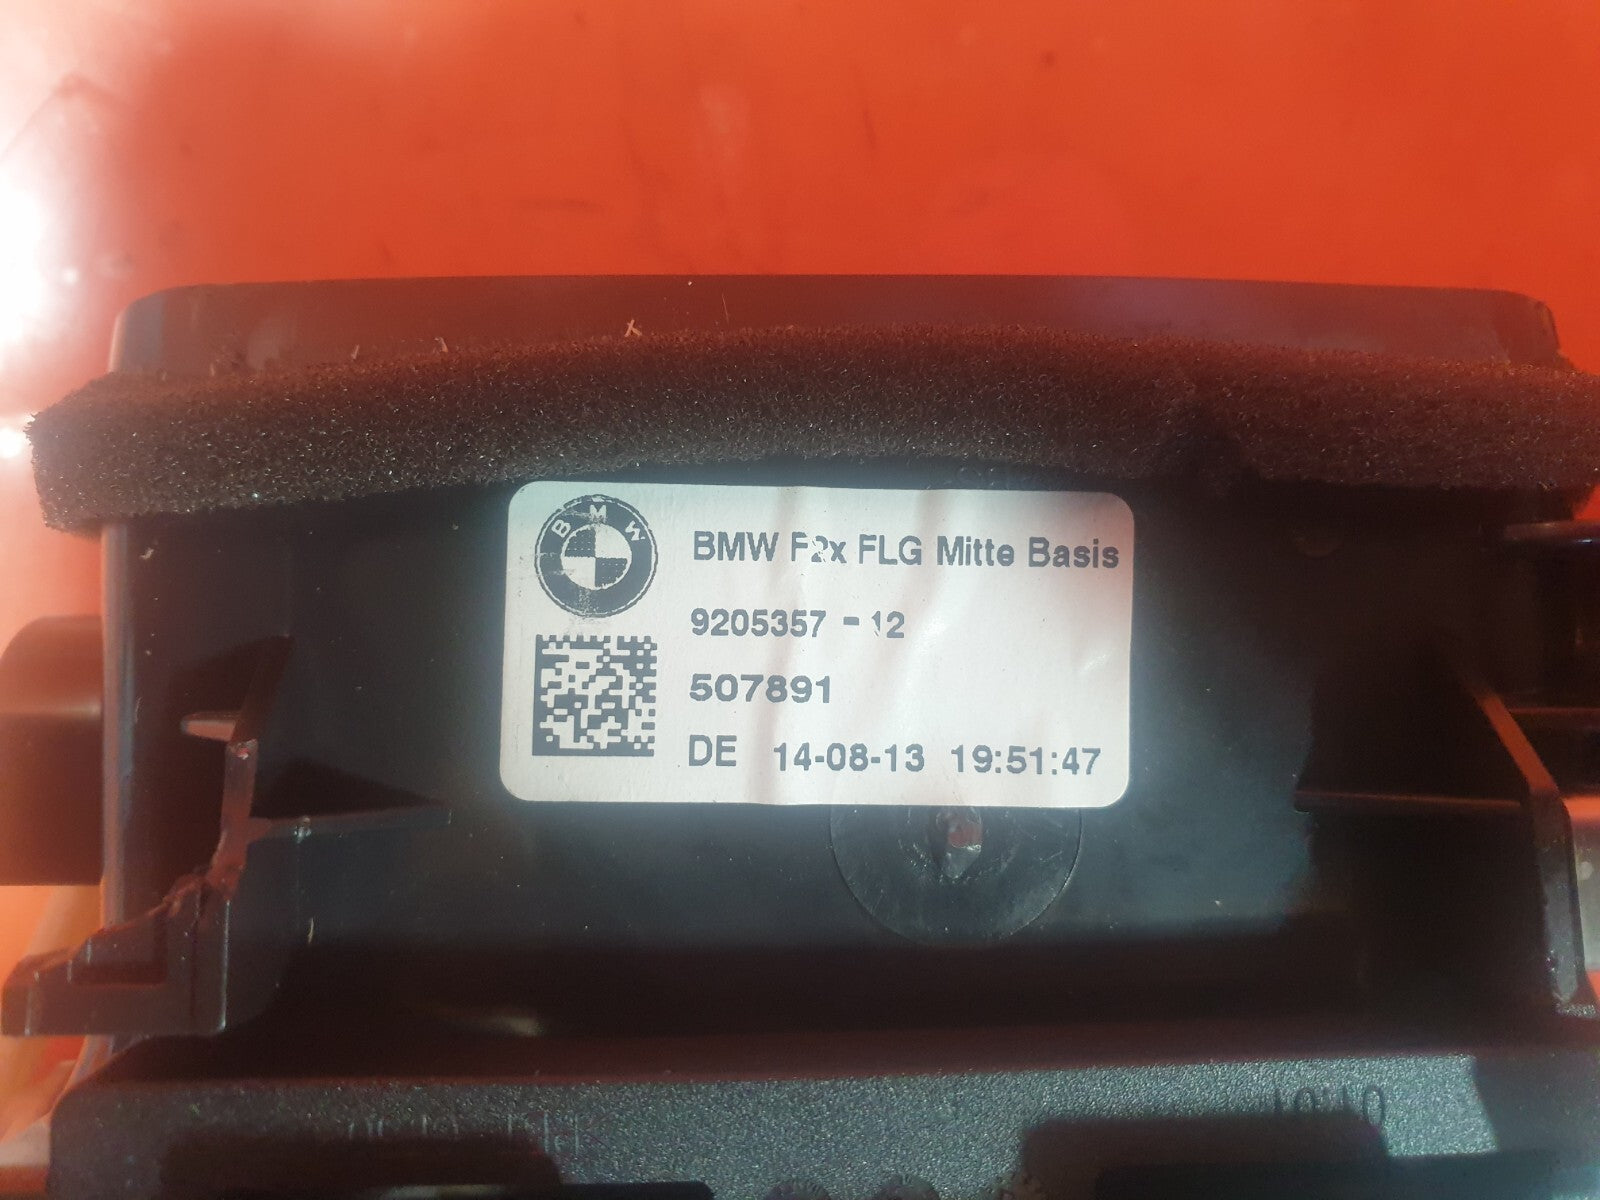 BMW
BMW F2x FLG Mitte Basis
9205357 - 12
507891
DE 14-08-13 19:51:47